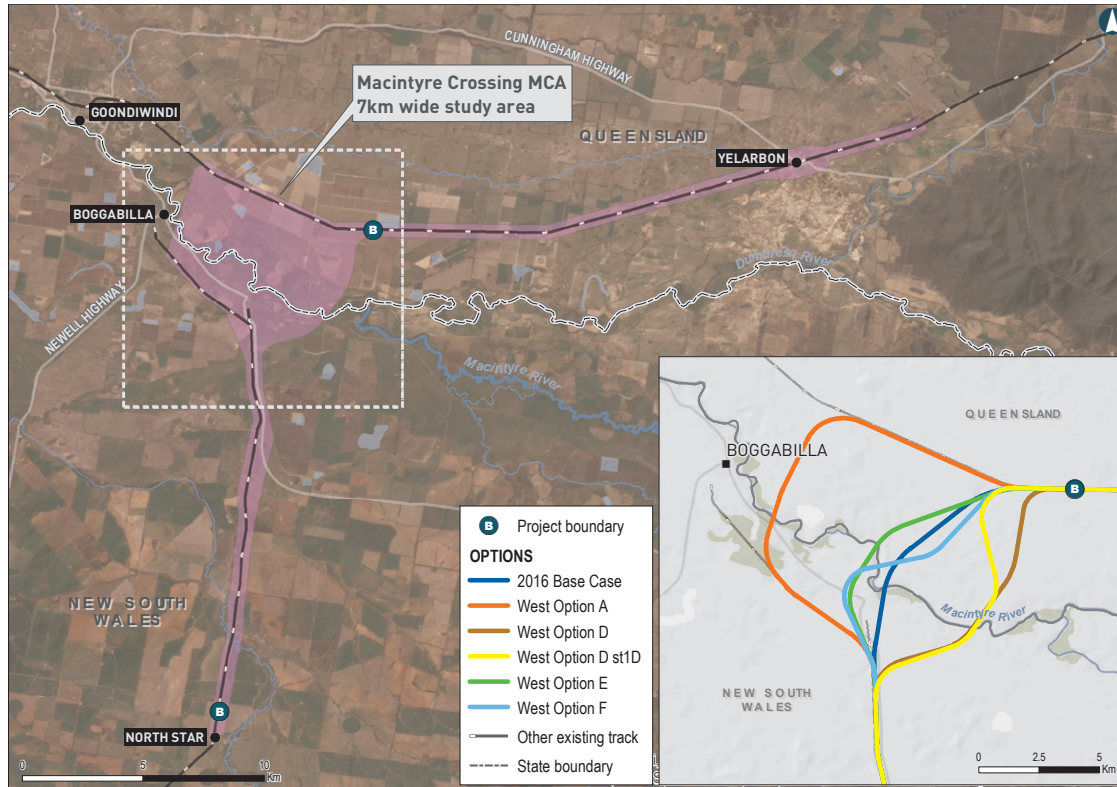 CUNNINGHAM HIGHWAY
Macintyre Crossing MCA
7km wide study area
GOONDIWINDI
QUEENSLAND
YELARBON
BOGGABILLA
B
Dumaresq River
NEWELL HIGHWAY
Macintyre River
NEW SOUTH
WALES
B
NORTH STAR
0 5 10
Km
B Project boundary
OPTIONS
2016 Base Case
West Option A
West Option D
West Option D st1D
West Option E
West Option F
Other existing track
State boundary
QUEENSLAND
BOGGABILLA
B
Macintyre River
NEW SOUTH
WALES
0 2.5 5
Km